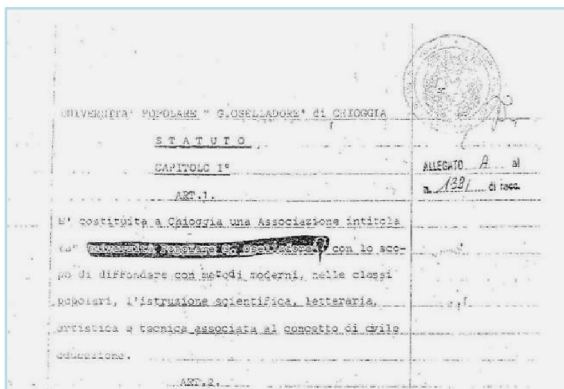 UNIVERSITA' POPOLARE " G.OSELLADORE" di CHIOGGIA
STATUTO
CAPITOLO I°
ART.1.
ALLEGATO A al
n. 1391 di racc.
E' costituita a Chioggia una Associazione intitola
ta" con lo sco-
po di diffondere con metodi moderni, nelle classi
popolari, l'istruzione scientifica, letteraria,
artistica e tecnica associata al concetto di civile
educazione.
ART.2.